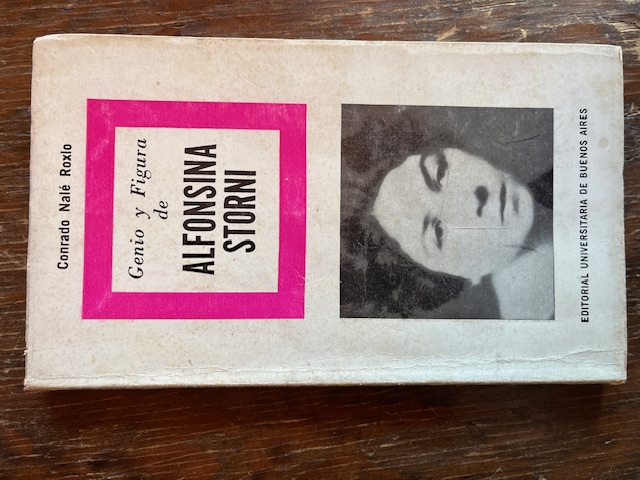 Conrado Nalé Roxlo
Genio y Figura
de
ALFONSINA
STORNI
EDITORIAL UNIVERSITARIA DE BUENOS AIRES